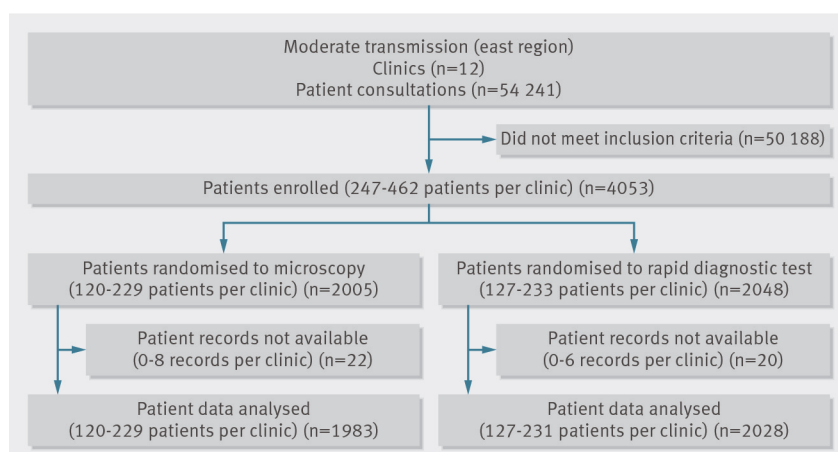 Moderate transmission (east region)
Clinics (n=12)
Patient consultations (n=54 241)
Did not meet inclusion criteria (n=50 188)
Patients enrolled (247-462 patients per clinic) (n=4053)
Patients randomised to microscopy
(120-229 patients per clinic) (n=2005)
Patients randomised to rapid diagnostic test
(127-233 patients per clinic) (n=2048)
Patient records not available
(0-8 records per clinic) (n=22)
Patient records not available
(0-6 records per clinic) (n=20)
Patient data analysed
(120-229 patients per clinic) (n=1983)
Patient data analysed
(127-231 patients per clinic) (n=2028)